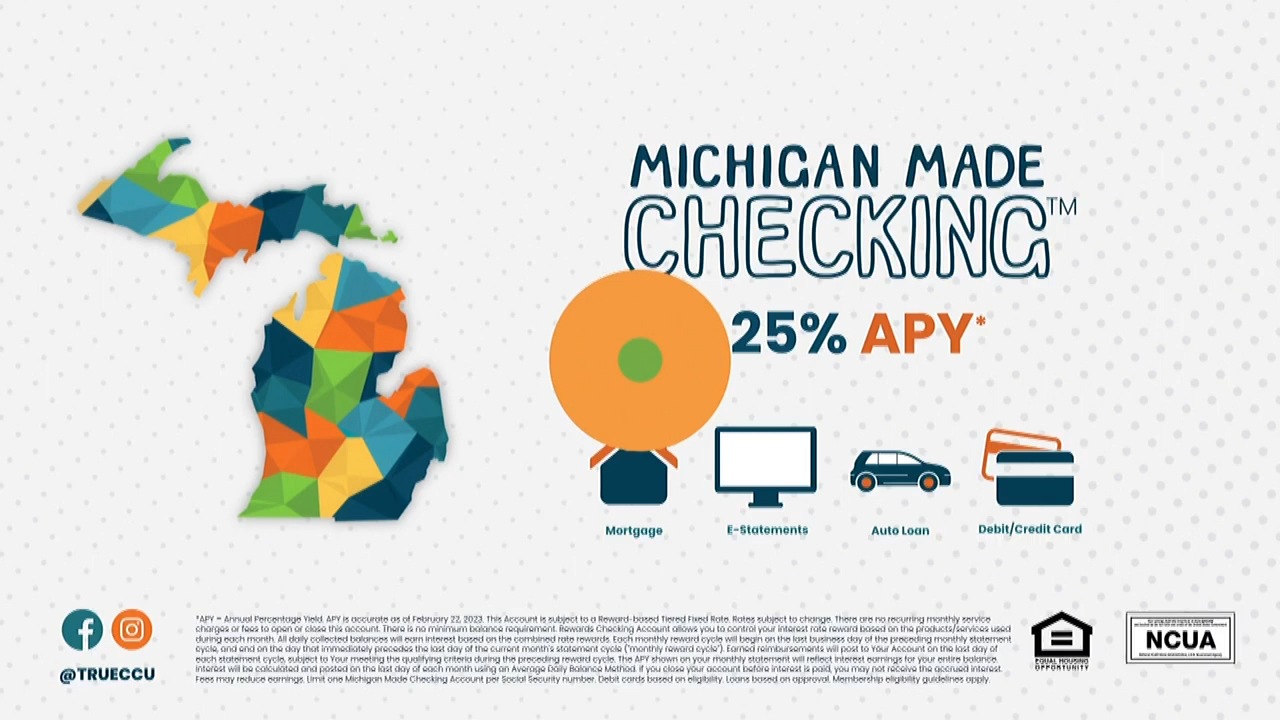 MICHIGAN MADE
CHECKING™
25% APY*
Mortgage
E-Statements
Auto Loan
Debit/Credit Card
@TRUECCU
*APY = Annual Percentage Yield. APY is accurate as of February 22, 2023. This Account is subject to a Reward-based Tiered Fixed Rate. Rates subject to change. There are no recurring monthly service
charges or fees to open or close this account. There is no minimum balance requirement. Rewards Checking Account allows you to control your interest rate reward based on the products/services used
during each month. All daily collected balances will earn interest based on the combined rate rewards. Each monthly reward cycle will begin on the last business day of the preceding monthly statement
cycle, and end on the day that immediately precedes the last day of the current month's statement cycle ("monthly reward cycle"). Earned reimbursements will post to Your Account on the last day of
each statement cycle, subject to Your meeting the qualifying criteria during the preceding reward cycle. The APY shown on your monthly statement will reflect interest earnings for your entire balance.
Interest will be calculated and posted on the last day of each month using an Average Daily Balance Method. If you close your account before interest is paid, you may not receive the accrued interest.
Fees may reduce earnings. Limit one Michigan Made Checking Account per Social Security number. Debit cards based on eligibility. Loans based on approval. Membership eligibility guidelines apply.
EQUAL HOUSING
OPPORTUNITY
NCUA